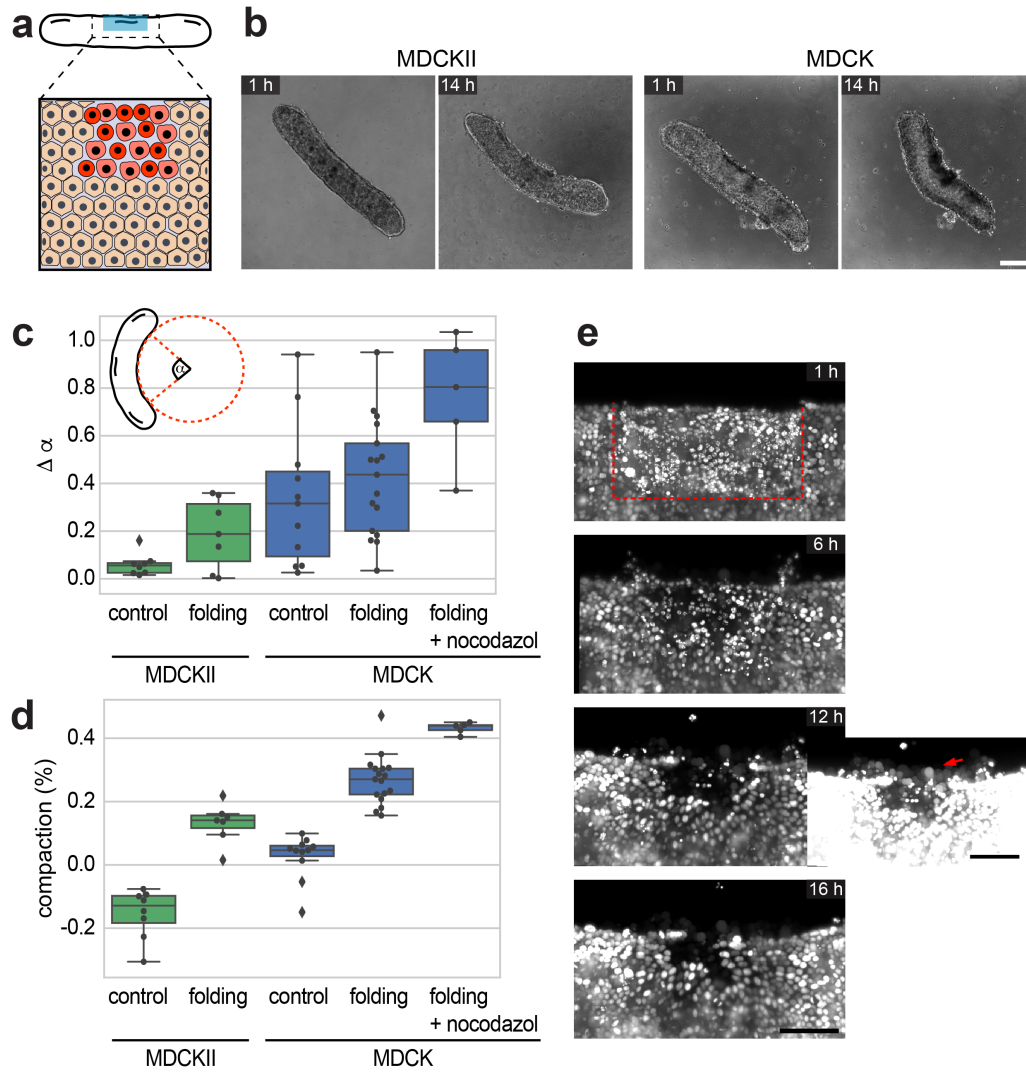 a
b
MDCKII
MDCK
1 h
14 h
1 h
14 h
c
α
Δ α
1.0
0.8
0.6
0.4
0.2
0.0
control
folding
control
folding
folding
+ nocodazol
MDCKII
MDCK
d
compaction (%)
0.4
0.2
0.0
-0.2
control
folding
control
folding
folding
+ nocodazol
MDCKII
MDCK
e
1 h
6 h
12 h
16 h